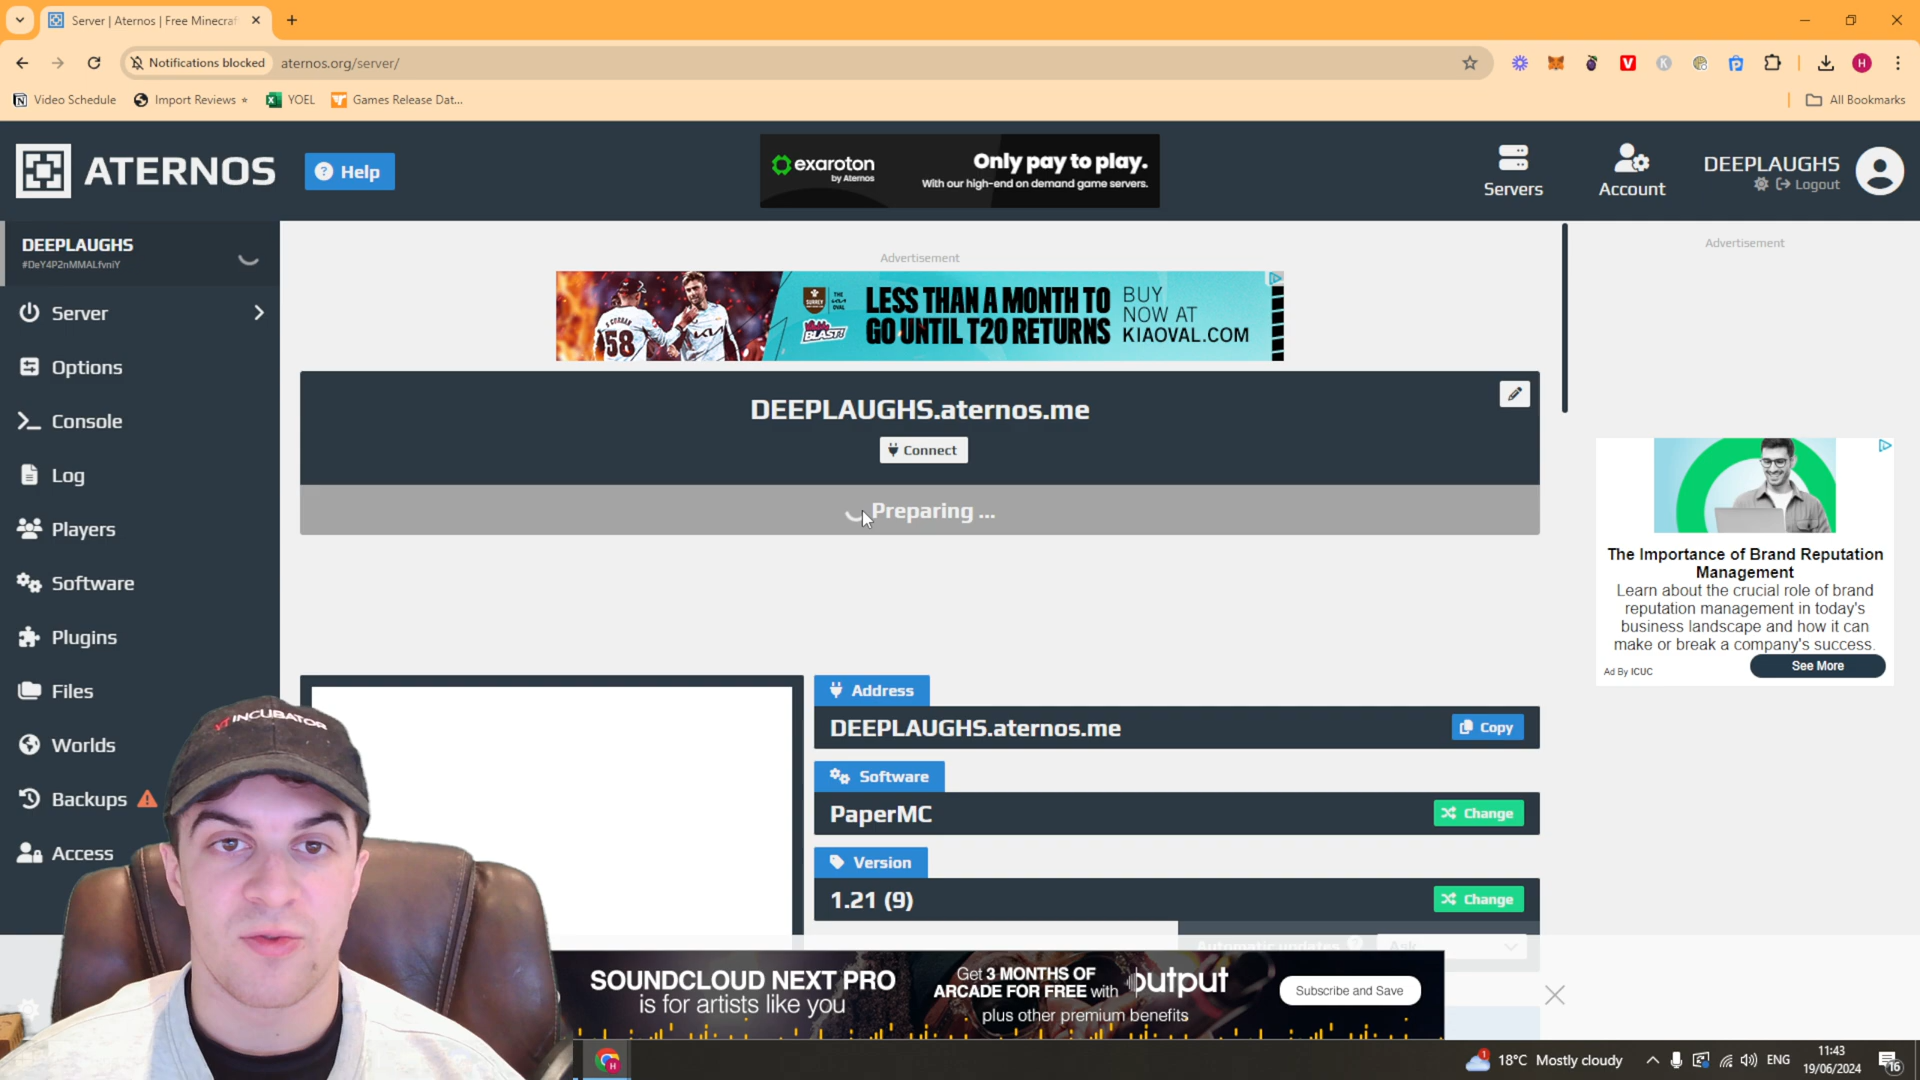 Server | Aternos | Free Minecraf
Notifications blocked
aternos.org/server/
Video Schedule
Import Reviews
YOEL
Games Release Dat...
All Bookmarks
ATERNOS
Help
exaroton
by Aternos
Only pay to play.
With our high-end on demand game servers.
Servers
Account
DEEPLAUGHS
Logout
DEEPLAUGHS
#DeY4P2nMMALfvniY
Server
Options
Console
Log
Players
Software
Plugins
Files
Worlds
Backups
Access
Advertisement
58
LESS THAN A MONTH TO
GO UNTIL T20 RETURNS
BUY
NOW AT
KIAOVAL.COM
DEEPLAUGHS.aternos.me
Connect
Preparing ...
Address
DEEPLAUGHS.aternos.me
Copy
Software
PaperMC
Change
Version
1.21 (9)
Change
Automatic updates
Ask
Advertisement
The Importance of Brand Reputation
Management
Learn about the crucial role of brand
reputation management in today's
business landscape and how it can
make or break a company's success.
Ad By ICUC
See More
YT INCUBATOR
SOUNDCLOUD NEXT PRO
is for artists like you
Get 3 MONTHS OF
ARCADE FOR FREE with
output
plus other premium benefits
Subscribe and Save
18°C Mostly cloudy
ENG
11:43
19/06/2024
16